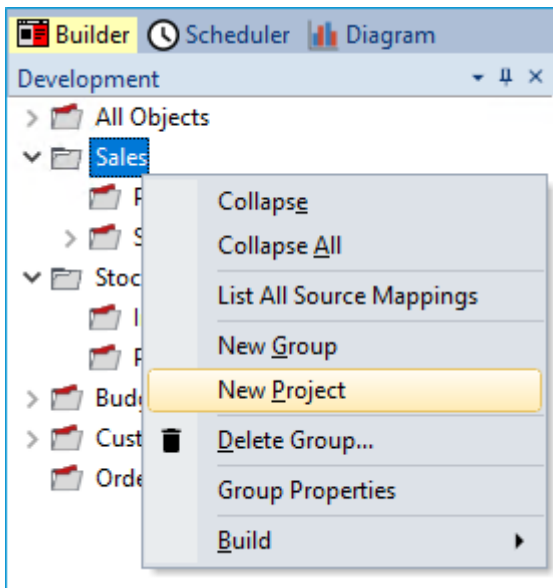 Builder Scheduler Diagram
Development
All Objects
Sales
Collapse
Collapse All
List All Source Mappings
New Group
New Project
Delete Group...
Group Properties
Build